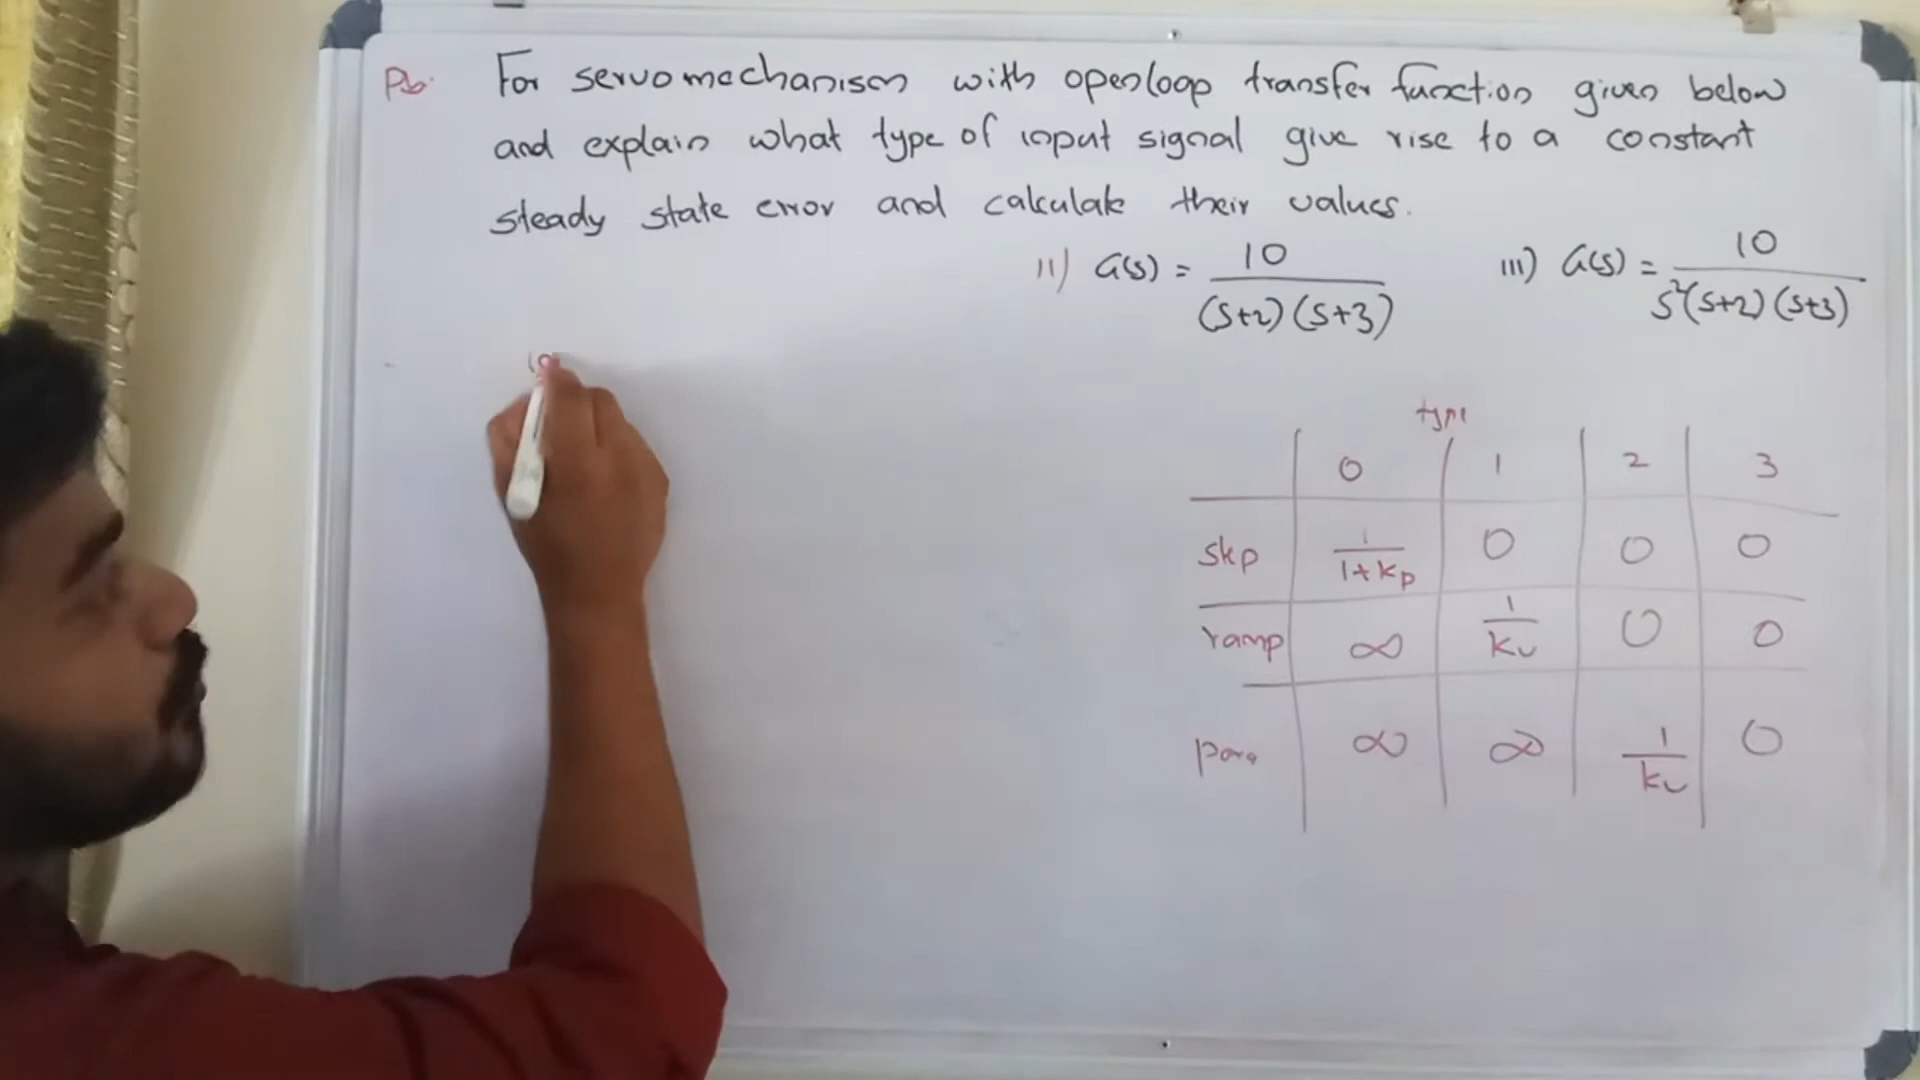 Pb. For servomechanism with openloop transfer function given below
and explain what type of input signal give rise to a constant
steady state error and calculate their values.
11) G(s) = 10 / (s+2)(s+3)
111) G(s) = 10 / s²(s+2)(s+3)
10
type
0 1 2 3
step 1/1+kp 0 0 0
ramp ∞ 1/kv 0 0
para ∞ ∞ 1/kv 0